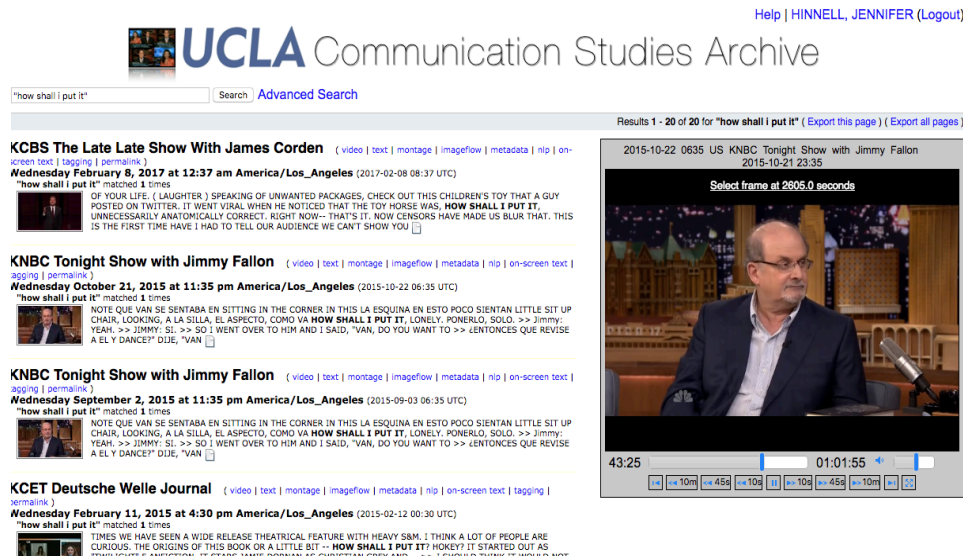 Help | HINNELL, JENNIFER (Logout)
UCLA Communication Studies Archive
"how shall i put it" Search Advanced Search
Results 1 - 20 of 20 for "how shall i put it" ( Export this page ) ( Export all pages )
KCBS The Late Late Show With James Corden ( video | text | montage | imageflow | metadata | nlp | on-
screen text | tagging | permalink )
Wednesday February 8, 2017 at 12:37 am America/Los_Angeles (2017-02-08 08:37 UTC)
"how shall i put it" matched 1 times
OF YOUR LIFE. ( LAUGHTER ) SPEAKING OF UNWANTED PACKAGES, CHECK OUT THIS CHILDREN'S TOY THAT A GUY
POSTED ON TWITTER. IT WENT VIRAL WHEN HE NOTICED THAT THE TOY HORSE WAS, HOW SHALL I PUT IT,
UNNECESSARILY ANATOMICALLY CORRECT. RIGHT NOW-- THAT'S IT. NOW CENSORS HAVE MADE US BLUR THAT. THIS
IS THE FIRST TIME HAVE I HAD TO TELL OUR AUDIENCE WE CAN'T SHOW YOU
KNBC Tonight Show with Jimmy Fallon ( video | text | montage | imageflow | metadata | nlp | on-screen text |
tagging | permalink )
Wednesday October 21, 2015 at 11:35 pm America/Los_Angeles (2015-10-22 06:35 UTC)
"how shall i put it" matched 1 times
NOTE QUE VAN SE SENTABA EN SITTING IN THE CORNER IN THIS LA ESQUINA EN ESTO POCO SIENTAN LITTLE SIT UP
CHAIR, LOOKING, A LA SILLA, EL ASPECTO, COMO VA HOW SHALL I PUT IT, LONELY. PONERLO, SOLO. >> Jimmy:
YEAH. >> JIMMY: SI. >> SO I WENT OVER TO HIM AND I SAID, "VAN, DO YOU WANT TO >> ¿ENTONCES QUE REVISE
A EL Y DANCE?" DIJE, "VAN
KNBC Tonight Show with Jimmy Fallon ( video | text | montage | imageflow | metadata | nlp | on-screen text |
tagging | permalink )
Wednesday September 2, 2015 at 11:35 pm America/Los_Angeles (2015-09-03 06:35 UTC)
"how shall i put it" matched 1 times
NOTE QUE VAN SE SENTABA EN SITTING IN THE CORNER IN THIS LA ESQUINA EN ESTO POCO SIENTAN LITTLE SIT UP
CHAIR, LOOKING, A LA SILLA, EL ASPECTO, COMO VA HOW SHALL I PUT IT, LONELY. PONERLO, SOLO. >> Jimmy:
YEAH. >> JIMMY: SI. >> SO I WENT OVER TO HIM AND I SAID, "VAN, DO YOU WANT TO >> ¿ENTONCES QUE REVISE
A EL Y DANCE?" DIJE, "VAN
KCET Deutsche Welle Journal ( video | text | montage | imageflow | metadata | nlp | on-screen text | tagging |
permalink )
Wednesday February 11, 2015 at 4:30 pm America/Los_Angeles (2015-02-12 00:30 UTC)
"how shall i put it" matched 1 times
TIMES WE HAVE SEEN A WIDE RELEASE THEATRICAL FEATURE WITH HEAVY S&M. I THINK A LOT OF PEOPLE ARE
CURIOUS. THE ORIGINS OF THIS BOOK OR A LITTLE BIT -- HOW SHALL I PUT IT? HOKEY? IT STARTED OUT AS
2015-10-22 0635 US KNBC Tonight Show with Jimmy Fallon
2015-10-21 23:35
Select frame at 2605.0 seconds
43:25 01:01:55
10m 45s 10s 10s 45s 10m